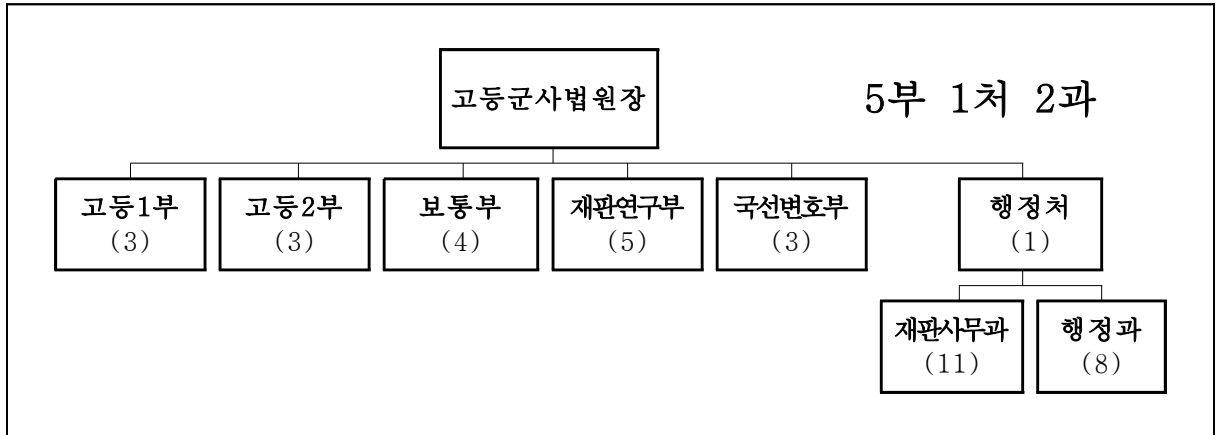 고등군사법원장
5부 1처 2과
고등1부
(3)
고등2부
(3)
보통부
(4)
재판연구부
(5)
국선변호부
(3)
행정처
(1)
재판사무과
(11)
행정과
(8)